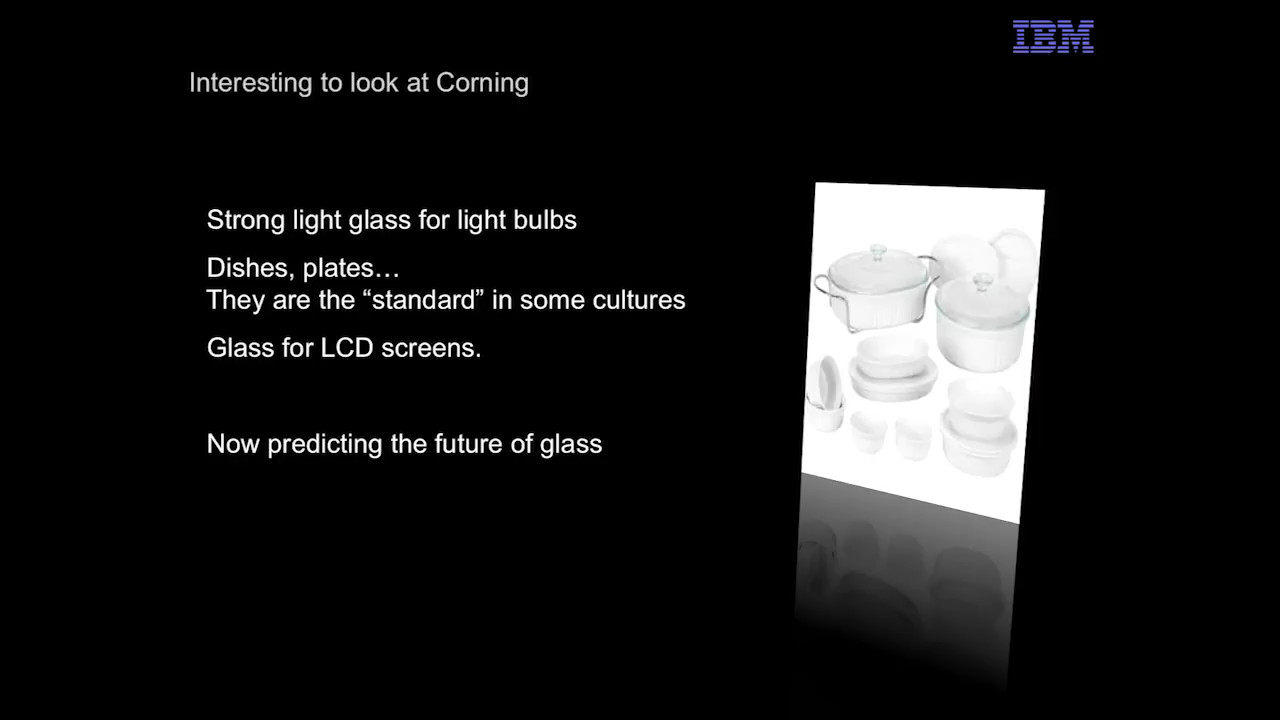 IBM
Interesting to look at Corning
Strong light glass for light bulbs
Dishes, plates…
They are the “standard” in some cultures
Glass for LCD screens.
Now predicting the future of glass